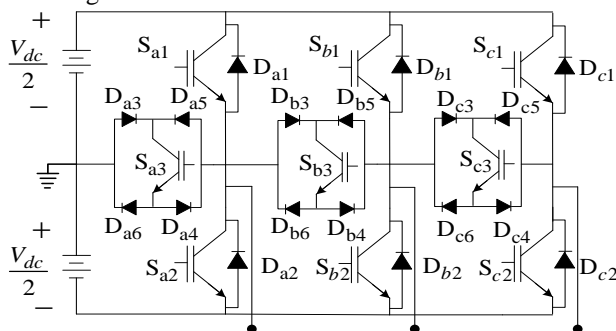 +
V_dc
2
−
+
V_dc
2
−
S_a1 D_a1 S_b1 D_b1 S_c1 D_c1
D_a3 D_a5 D_b3 D_b5 D_c3 D_c5
S_a3 S_b3 S_c3
D_a6 D_a4 D_b6 D_b4 D_c6 D_c4
S_a2 D_a2 S_b2 D_b2 S_c2 D_c2